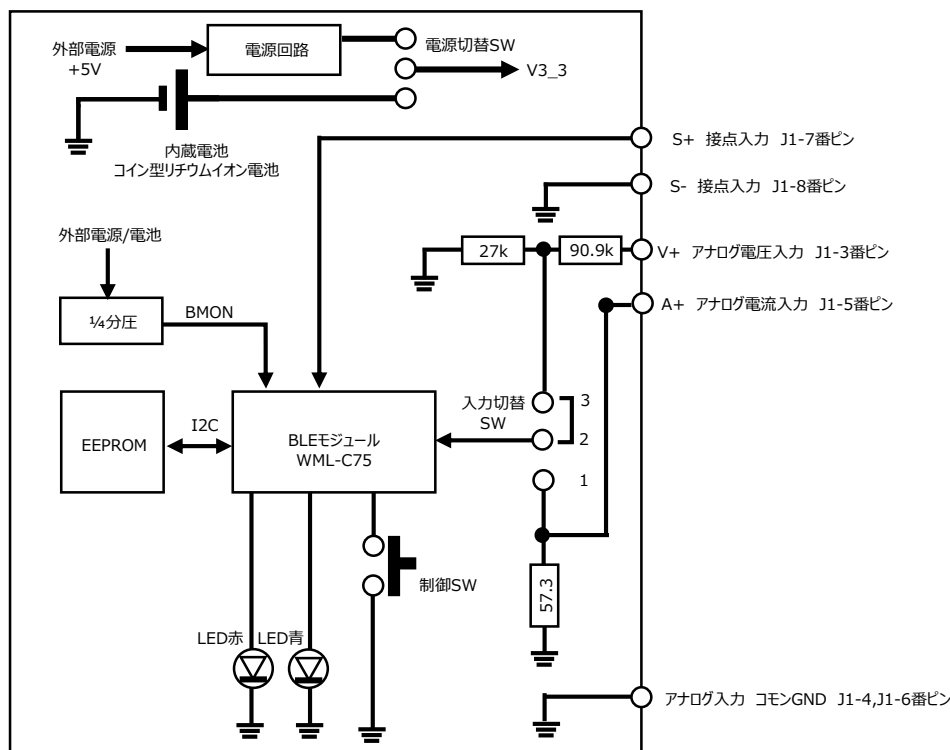 外部電源
+5V
電源回路
電源切替SW
V3_3
内蔵電池
コイン型リチウムイオン電池
S+ 接点入力 J1-7番ピン
S- 接点入力 J1-8番ピン
外部電源/電池
27k
90.9k
V+ アナログ電圧入力 J1-3番ピン
A+ アナログ電流入力 J1-5番ピン
¼分圧
BMON
入力切替
SW
3
2
1
EEPROM
I2C
BLEモジュール
WML-C75
制御SW
57.3
LED赤
LED青
アナログ入力 コモンGND J1-4,J1-6番ピン